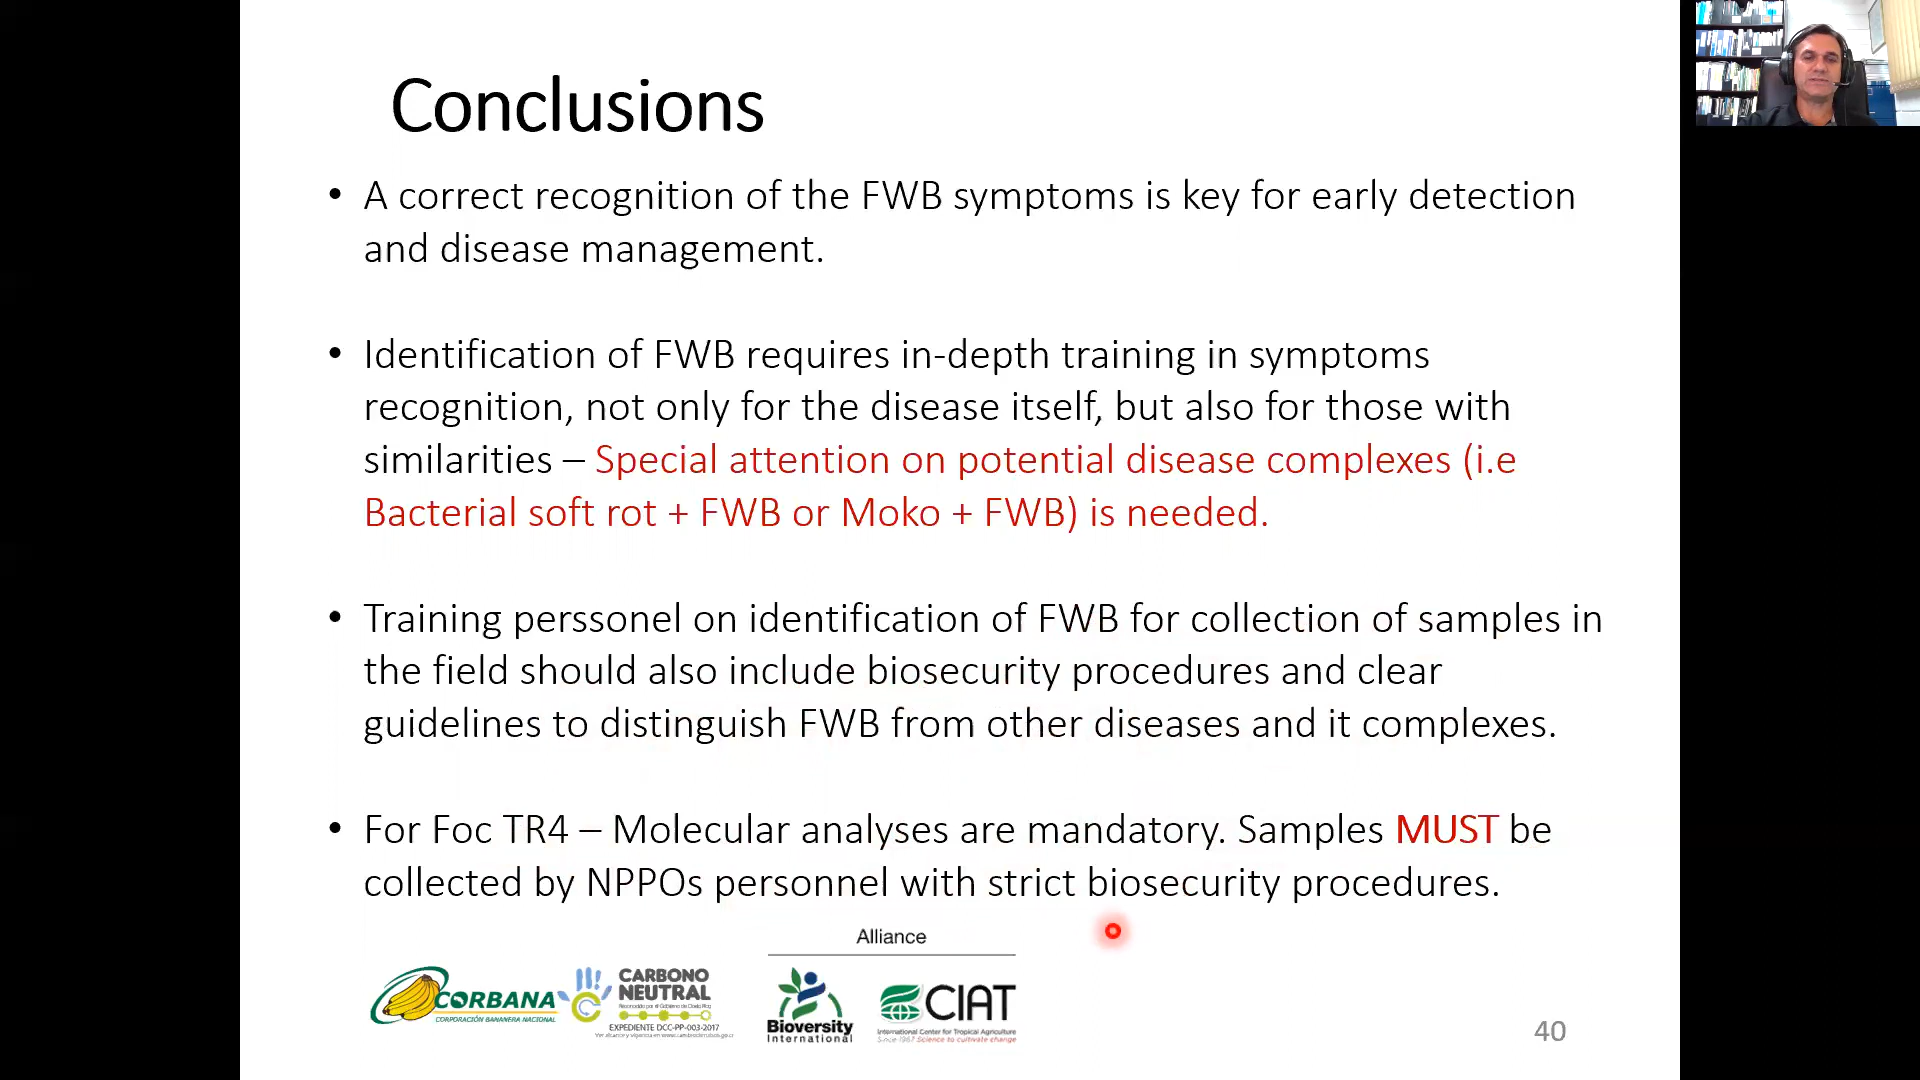 Conclusions
• A correct recognition of the FWB symptoms is key for early detection
and disease management.
• Identification of FWB requires in-depth training in symptoms
recognition, not only for the disease itself, but also for those with
similarities – Special attention on potential disease complexes (i.e
Bacterial soft rot + FWB or Moko + FWB) is needed.
• Training perssonel on identification of FWB for collection of samples in
the field should also include biosecurity procedures and clear
guidelines to distinguish FWB from other diseases and it complexes.
• For Foc TR4 – Molecular analyses are mandatory. Samples MUST be
collected by NPPOs personnel with strict biosecurity procedures.
Alliance
CORBANA
CORPORACIÓN BANANERA NACIONAL
CARBONO
NEUTRAL
EXPEDIENTE DCC-PP-003-2017
Bioversity
International
CIAT
International Center for Tropical Agriculture
Since 1967 Science to cultivate change
40